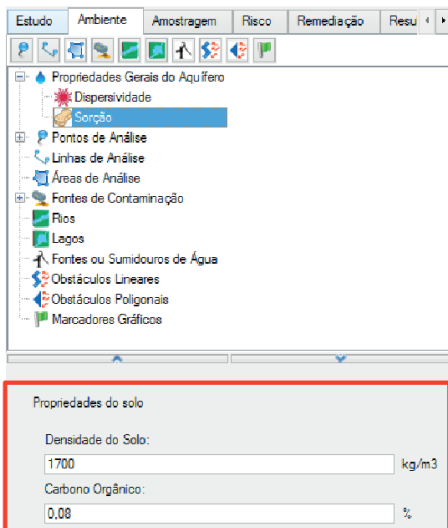 Estudo Ambiente Amostragem Risco Remediação Resu
Propriedades Gerais do Aquífero
Dispersividade
Sorção
Pontos de Análise
Linhas de Análise
Áreas de Análise
Fontes de Contaminação
Rios
Lagos
Fontes ou Sumidouros de Água
Obstáculos Lineares
Obstáculos Poligonais
Marcadores Gráficos
Propriedades do solo
Densidade do Solo:
1700 kg/m3
Carbono Orgânico:
0,08 %